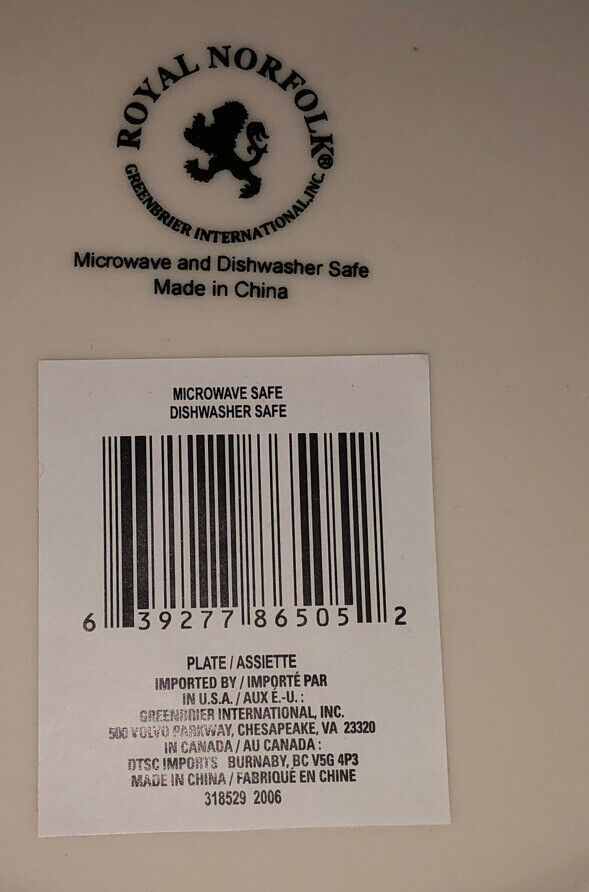 ROYAL NORFOLK®
GREENBRIER INTERNATIONAL,INC.
Microwave and Dishwasher Safe
Made in China
MICROWAVE SAFE
DISHWASHER SAFE
6 39277 86505 2
PLATE / ASSIETTE
IMPORTED BY / IMPORTÉ PAR
IN U.S.A. / AUX É.-U. :
GREENBRIER INTERNATIONAL, INC.
500 VOLVO PARKWAY, CHESAPEAKE, VA 23320
IN CANADA / AU CANADA :
DTSC IMPORTS BURNABY, BC V5G 4P3
MADE IN CHINA / FABRIQUÉ EN CHINE
318529 2006